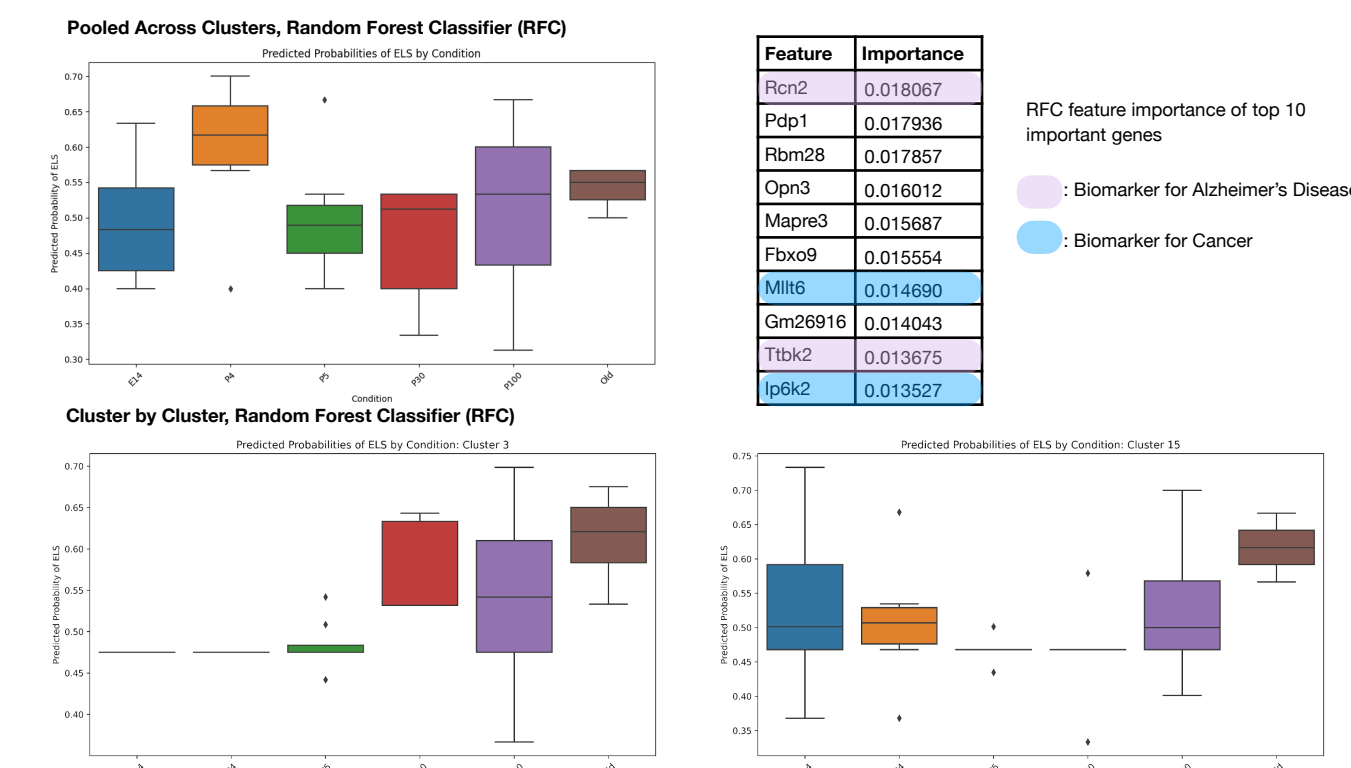 Pooled Across Clusters, Random Forest Classifier (RFC)
Predicted Probabilities of ELS by Condition
Predicted Probability of ELS
0.70
0.65
0.60
0.55
0.50
0.45
0.40
0.35
0.30
E14
P4
P5
P30
P100
Old
Condition
Feature Importance
Rcn2 0.018067
Pdp1 0.017936
Rbm28 0.017857
Opn3 0.016012
Mapre3 0.015687
Fbxo9 0.015554
Mllt6 0.014690
Gm26916 0.014043
Ttbk2 0.013675
Ip6k2 0.013527
RFC feature importance of top 10
important genes
: Biomarker for Alzheimer's Disease
: Biomarker for Cancer
Cluster by Cluster, Random Forest Classifier (RFC)
Predicted Probabilities of ELS by Condition: Cluster 3
Predicted Probability of ELS
0.70
0.65
0.60
0.55
0.50
0.45
0.40
Predicted Probabilities of ELS by Condition: Cluster 15
Predicted Probability of ELS
0.75
0.70
0.65
0.60
0.55
0.50
0.45
0.40
0.35